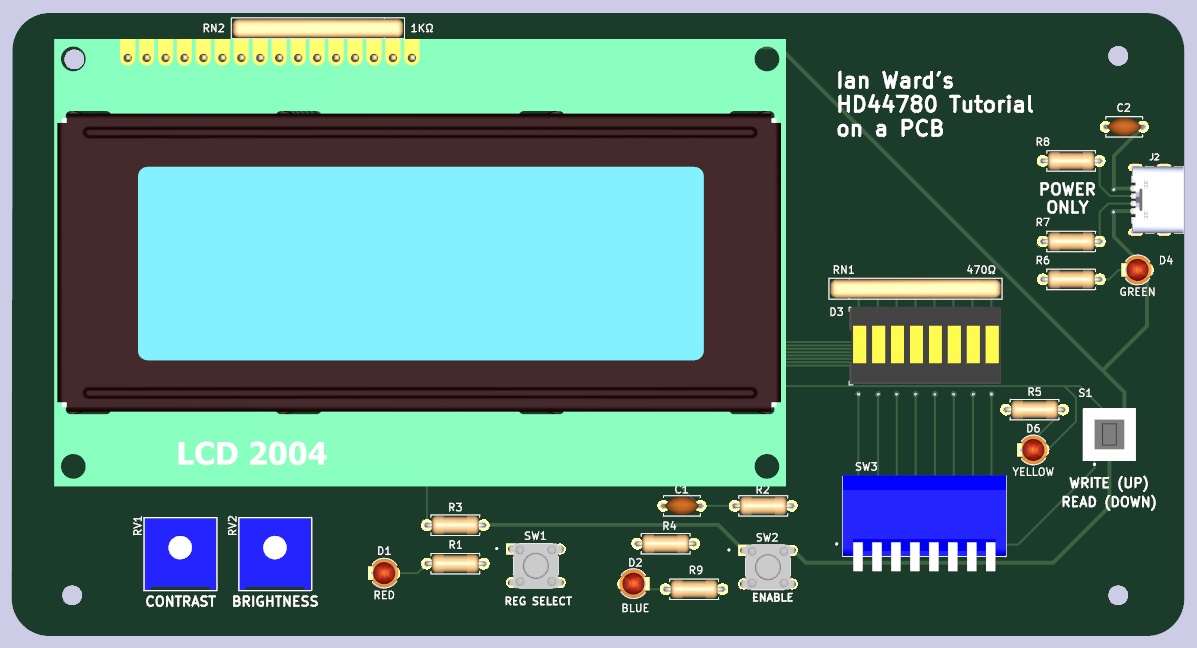 RN2 1KΩ
Ian Ward's
HD44780 Tutorial
on a PCB
C2
R8
J2
POWER
ONLY
R7
R6
D4
GREEN
RN1 470Ω
D3
R5
S1
D6
YELLOW
LCD 2004
SW3
WRITE (UP)
READ (DOWN)
C1
R2
RV1
RV2
R3
R4
SW1
SW2
R1
D1
RED
D2
R9
BLUE
REG SELECT
ENABLE
CONTRAST
BRIGHTNESS